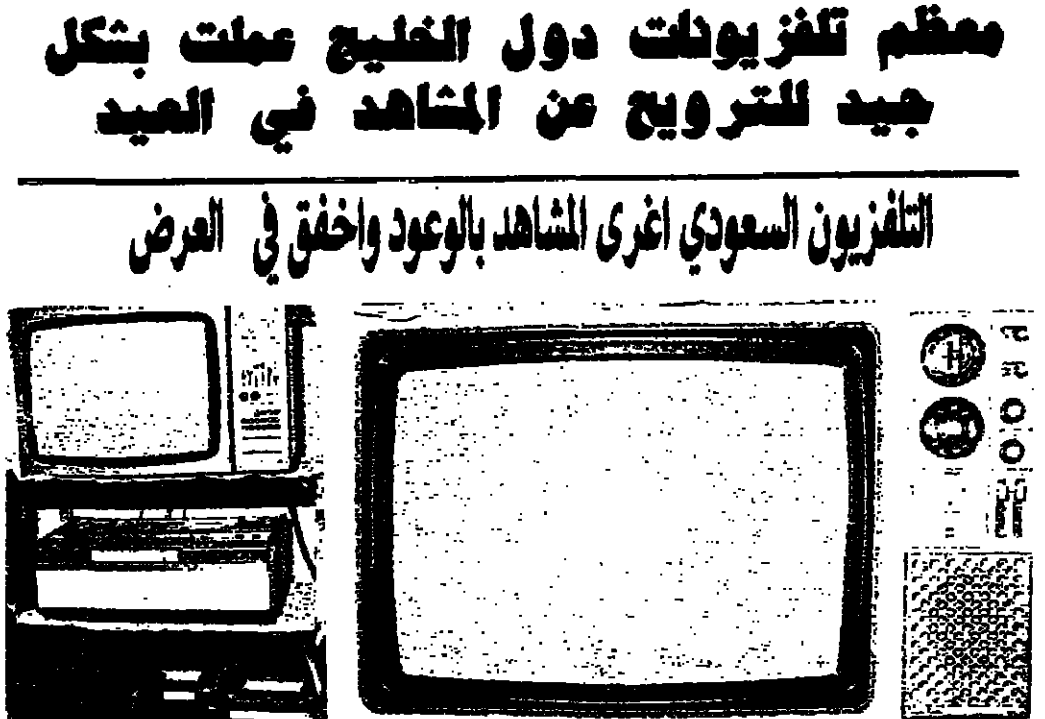 معظم تلفزيونات دول الخليج عملت بشكل
جيد للترويح عن المشاهد في العيد
التلفزيون السعودي اغرى المشاهد بالوعود واخفق في العرض